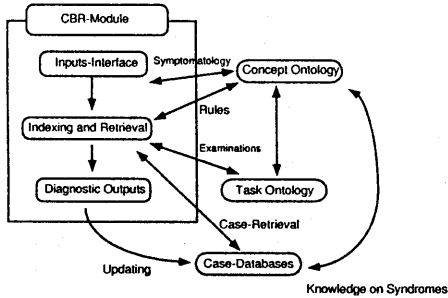 CBR-Module
Inputs-Interface
Symptomatology
Concept Ontology
Indexing and Retrieval
Rules
Examinations
Diagnostic Outputs
Task Ontology
Case-Retrieval
Updating
Case-Databases
Knowledge on Syndromes